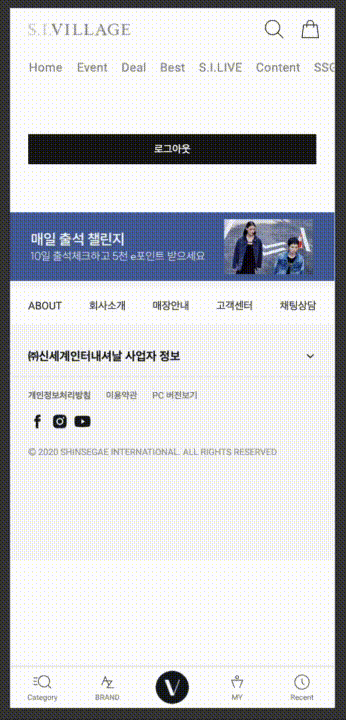 S.I.VILLAGE
Home Event Deal Best S.I.LIVE Content SSG
로그아웃
매일 출석 챌린지
10일 출석체크하고 5천 e포인트 받으세요
ABOUT 회사소개 매장안내 고객센터 채팅상담
㈜신세계인터내셔날 사업자 정보
개인정보처리방침 이용약관 PC 버전보기
© 2020 SHINSEGAE INTERNATIONAL. ALL RIGHTS RESERVED
Category BRAND V MY Recent